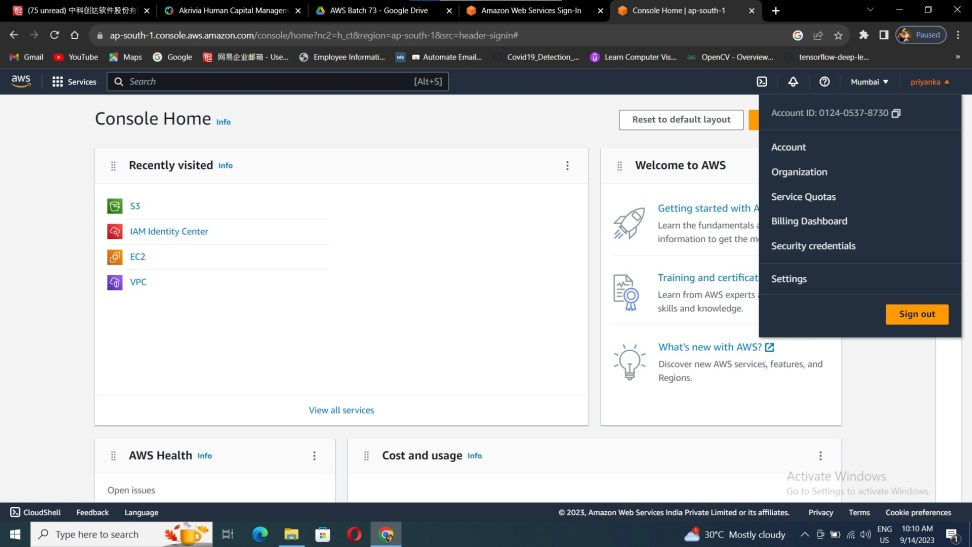 (75 unread) 中科创达软件股份有
Akrivia Human Capital Managem
AWS Batch 73 - Google Drive
Amazon Web Services Sign-In
Console Home | ap-south-1
ap-south-1.console.aws.amazon.com/console/home?nc2=h_ct&region=ap-south-1&src=header-signin#
Paused
Gmail
YouTube
Maps
Google
网易企业邮箱 - Use...
Employee Informati...
Automate Email...
Covid19_Detection_...
Learn Computer Vis...
OpenCV - Overview...
tensorflow-deep-le...
»
aws
Services
Search
[Alt+S]
Mumbai
priyanka
Account ID: 0124-0537-8730
Account
Organization
Service Quotas
Billing Dashboard
Security credentials
Settings
Sign out
Console Home Info
Reset to default layout
Recently visited Info
S3
IAM Identity Center
EC2
VPC
View all services
Welcome to AWS
Getting started with A
Learn the fundamentals a
information to get the m
Training and certificat
Learn from AWS experts
skills and knowledge.
What's new with AWS?
Discover new AWS services, features, and
Regions.
AWS Health Info
Open issues
Cost and usage Info
Activate Windows
Go to Settings to activate Windows.
CloudShell
Feedback
Language
© 2023, Amazon Web Services India Private Limited or its affiliates.
Privacy
Terms
Cookie preferences
Type here to search
30°C Mostly cloudy
ENG
US
10:10 AM
9/14/2023
1